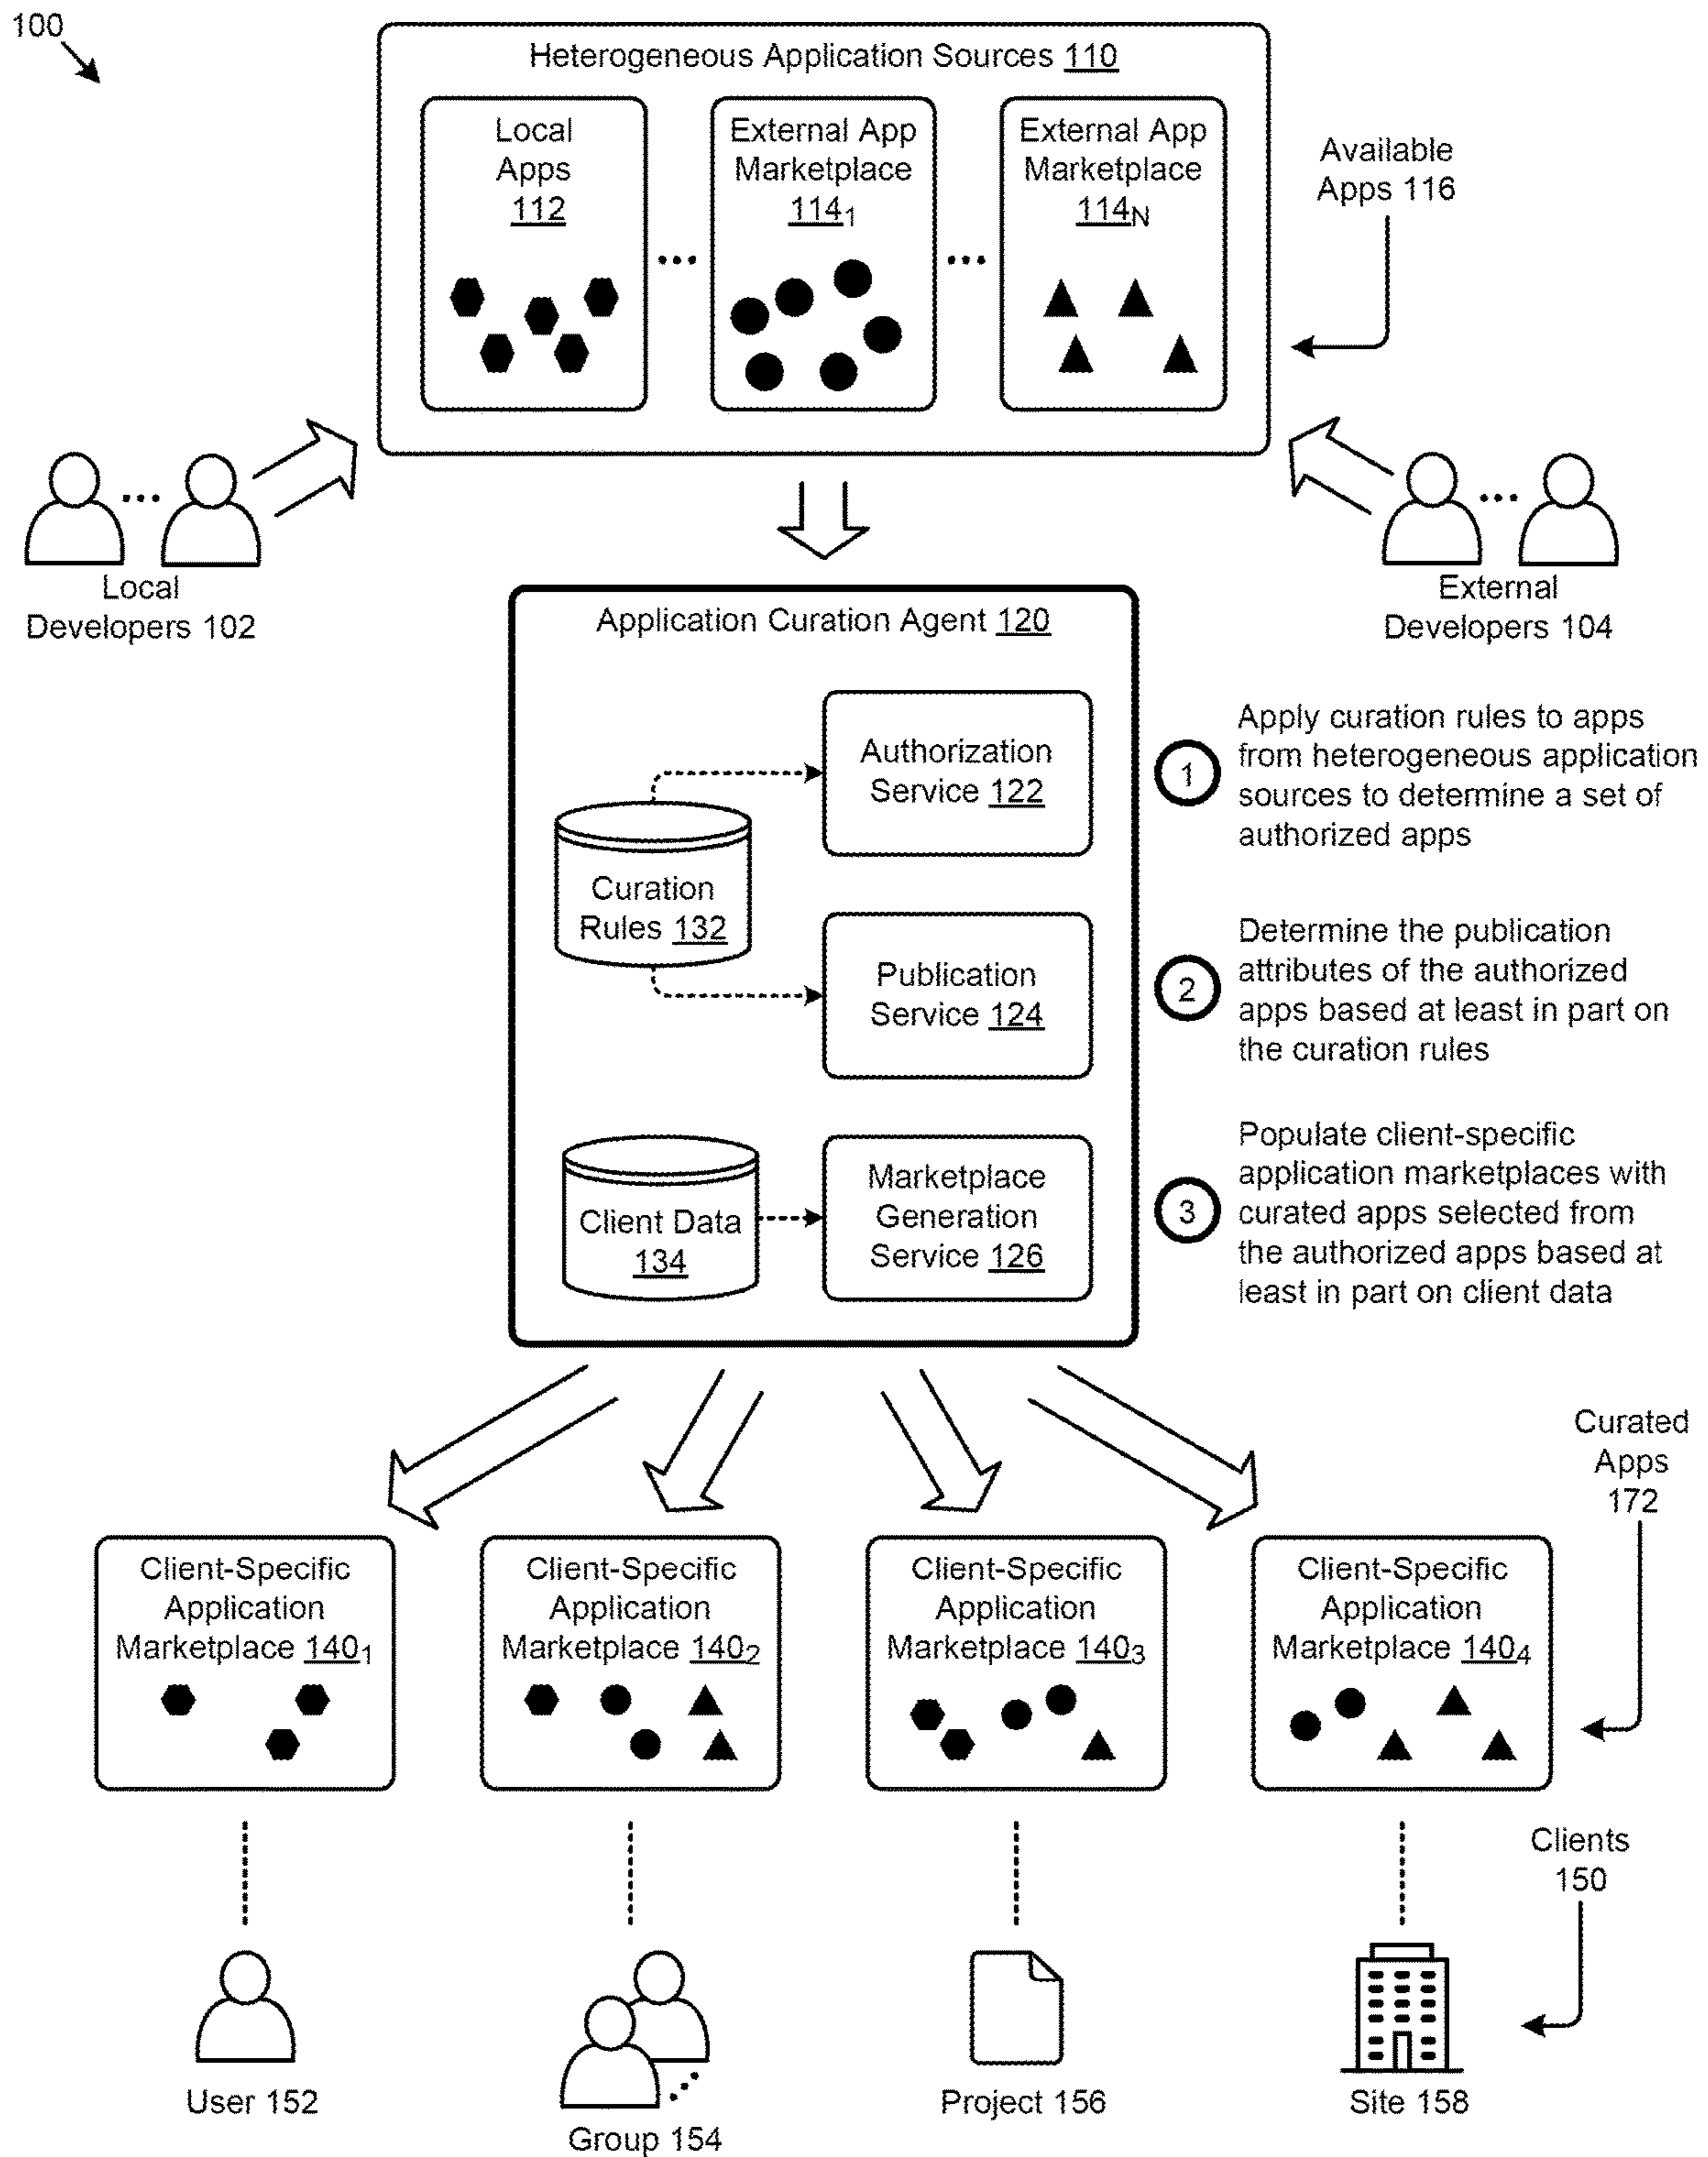 100
Heterogeneous Application Sources 110
Local
Apps
112
External App
Marketplace
114₁
External App
Marketplace
114N
Available
Apps 116
Local
Developers 102
External
Developers 104
Application Curation Agent 120
Authorization
Service 122
Curation
Rules 132
Publication
Service 124
Client Data
134
Marketplace
Generation
Service 126
1
Apply curation rules to apps
from heterogeneous application
sources to determine a set of
authorized apps
2
Determine the publication
attributes of the authorized
apps based at least in part on
the curation rules
3
Populate client-specific
application marketplaces with
curated apps selected from
the authorized apps based at
least in part on client data
Curated
Apps
172
Client-Specific
Application
Marketplace 140₁
Client-Specific
Application
Marketplace 140₂
Client-Specific
Application
Marketplace 140₃
Client-Specific
Application
Marketplace 140₄
Clients
150
User 152
Group 154
Project 156
Site 158